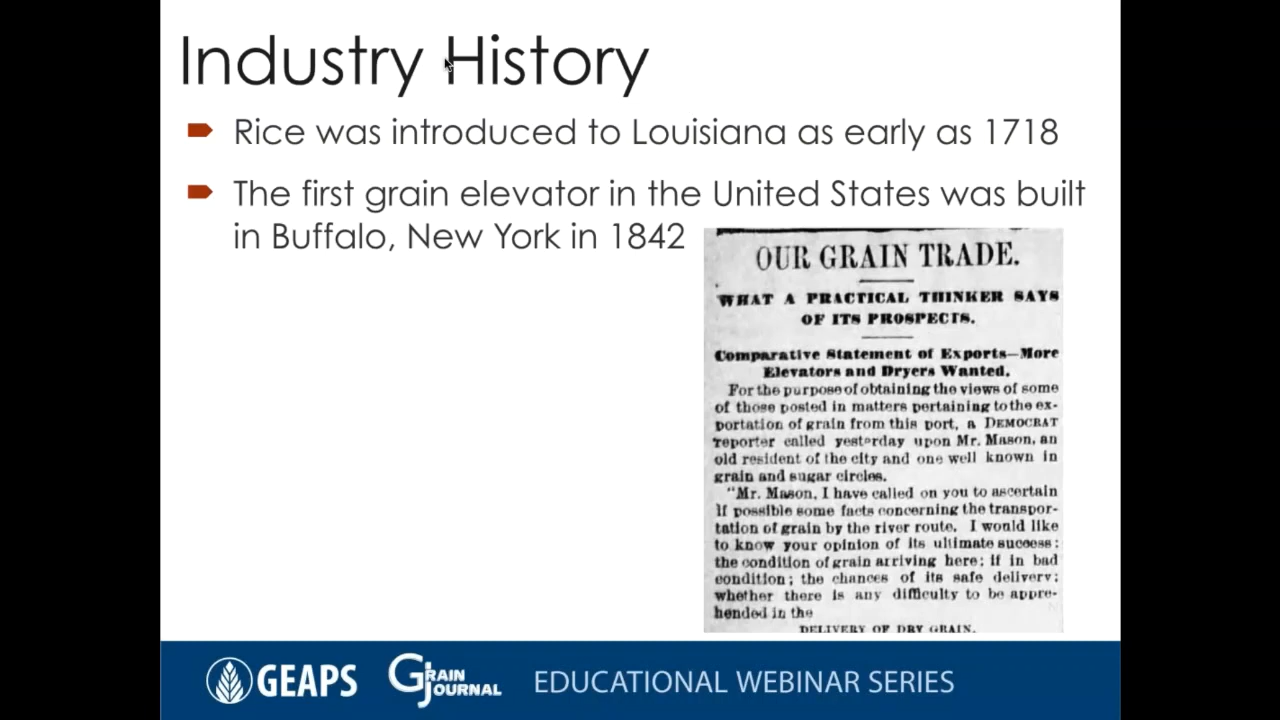 Industry History
Rice was introduced to Louisiana as early as 1718
The first grain elevator in the United States was built
in Buffalo, New York in 1842
OUR GRAIN TRADE.
WHAT A PRACTICAL THINKER SAYS
OF ITS PROSPECTS.
Comparative Statement of Exports—More
Elevators and Dryers Wanted.
For the purpose of obtaining the views of some
of those posted in matters pertaining to the ex-
portation of grain from this port, a DEMOCRAT
reporter called yesterday upon Mr. Mason, an
old resident of the city and one well known in
grain and sugar circles.
"Mr. Mason, I have called on you to ascertain
if possible some facts concerning the transpor-
tation of grain by the river route. I would like
to know your opinion of its ultimate success;
the condition of grain arriving here; if in bad
condition; the chances of its safe delivery;
whether there is any difficulty to be appre-
hended in the
DELIVERY OF DRY GRAIN.
GEAPS
GRAIN
JOURNAL
EDUCATIONAL WEBINAR SERIES